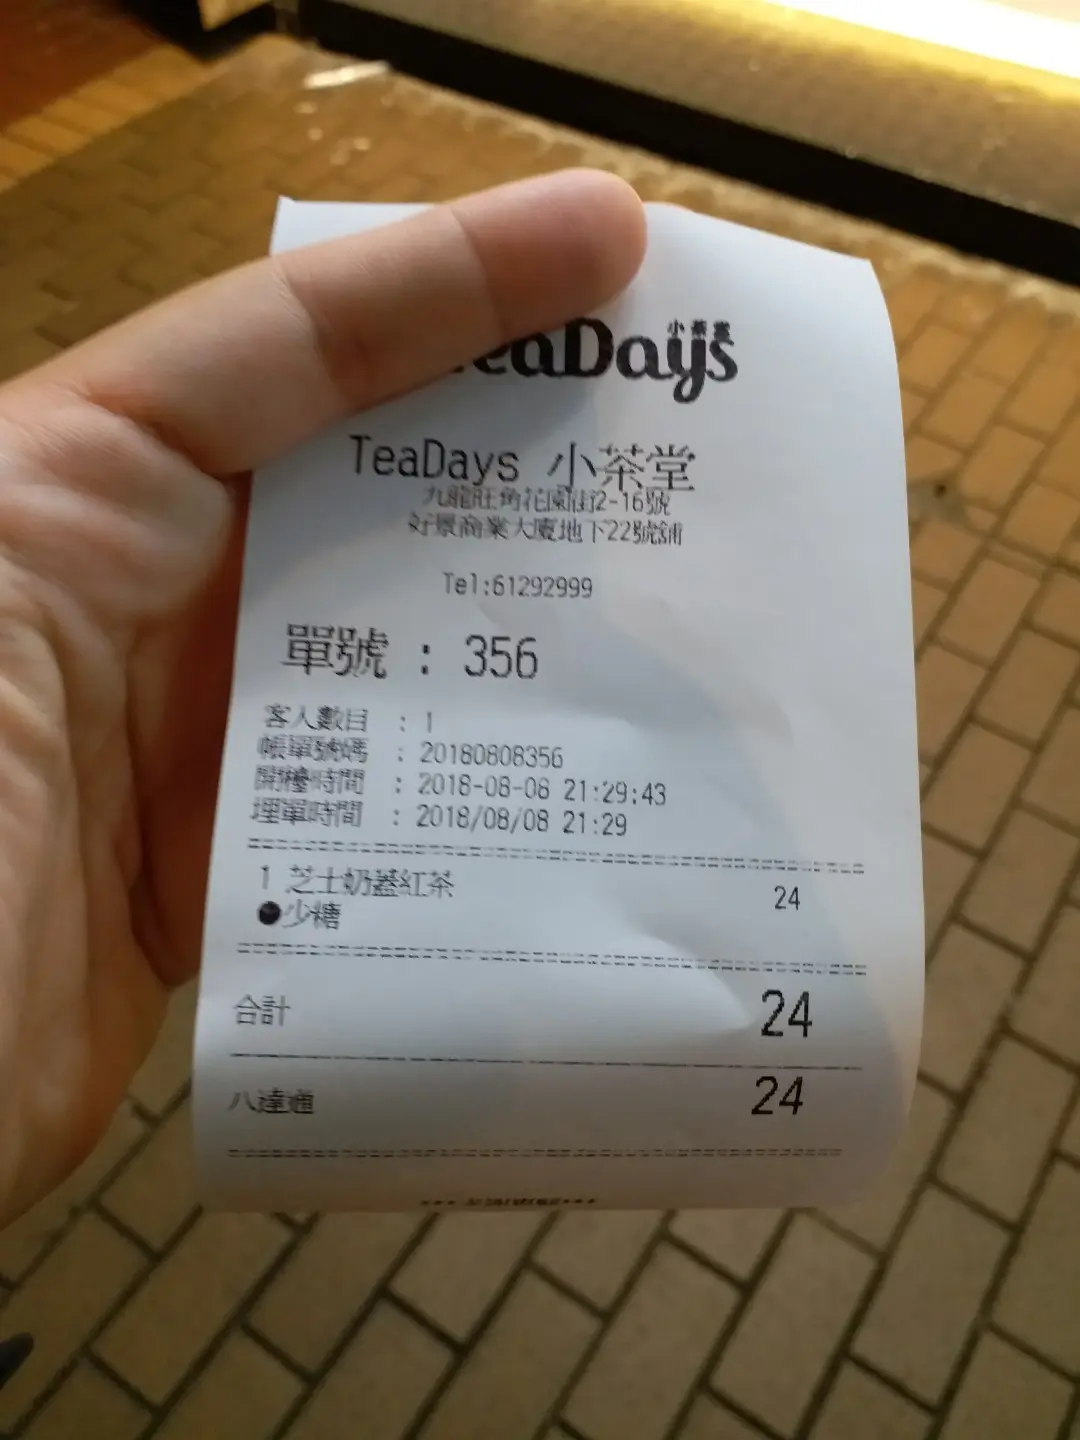 小茶堂
eaDays
TeaDays 小茶堂
九龍旺角花園街2-16號
好景商業大廈地下22號舖
Tel:61292999
單號 : 356
客人數目 : 1
帳單號碼 : 20180808356
開檯時間 : 2018-08-08 21:29:43
埋單時間 : 2018/08/08 21:29
1 芝士奶蓋紅茶 24
●少糖
合計 24
八達通 24